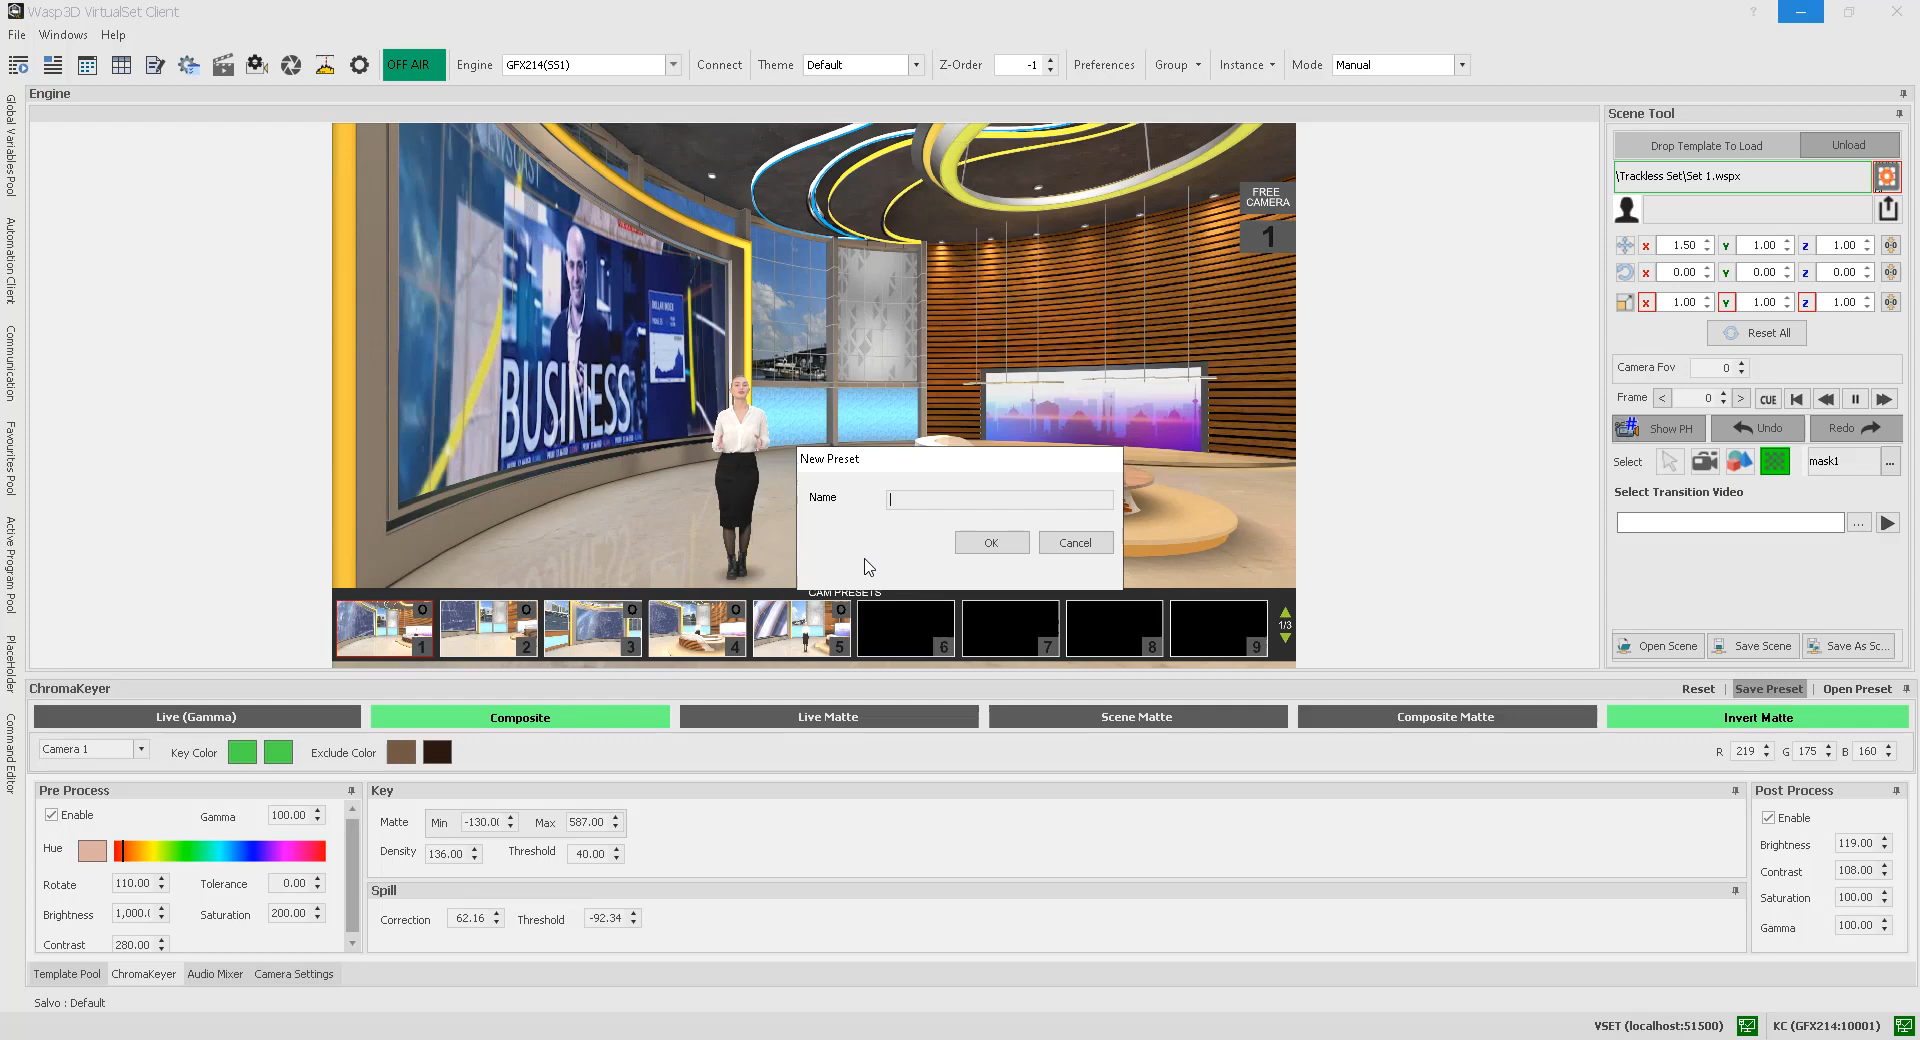 Wasp3D VirtualSet Client
File Windows Help
OFF AIR Engine GFX214(SS1) Connect Theme Default Z-Order -1 Preferences Group Instance Mode Manual
Engine
Global Variables Pool
Automation Client
Communication
Favourites Pool
Active Program Pool
PlaceHolder
Command Editor
NEWSCAST
DOLLAR INDEX
BUSINESS
FREE
CAMERA
1
New Preset
Name
OK Cancel
CAM PRESETS
O O O O O
1 2 3 4 5 6 7 8 9
1/3
Scene Tool
Drop Template To Load Unload
\Trackless Set\Set 1.wspx
X 1.50 Y 1.00 Z 1.00
X 0.00 Y 0.00 Z 0.00
X 1.00 Y 1.00 Z 1.00
Reset All
Camera Fov 0
Frame < 0 > CUE
# Show PH Undo Redo
Select mask1 ...
Select Transition Video
...
Open Scene Save Scene Save As Sc...
ChromaKeyer Reset | Save Preset | Open Preset
Live (Gamma) Composite Live Matte Scene Matte Composite Matte Invert Matte
Camera 1 Key Color Exclude Color R 219 G 175 B 160
Pre Process
Enable Gamma 100.00
Hue
Rotate 110.00 Tolerance 0.00
Brightness 1,000.( Saturation 200.00
Contrast 280.00
Key
Matte Min -130.0( Max 587.00
Density 136.00 Threshold 40.00
Spill
Correction 62.16 Threshold -92.34
Post Process
Enable
Brightness 119.00
Contrast 108.00
Saturation 100.00
Gamma 100.00
Template Pool ChromaKeyer Audio Mixer Camera Settings
Salvo : Default
VSET (localhost:51500) KC (GFX214:10001)